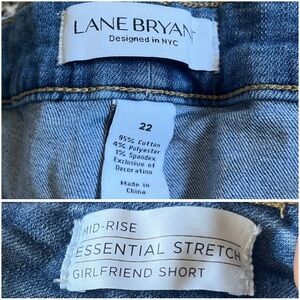 LANE BRYANT
Designed in NYC
22
95% Cotton
4% Polyester
1% Spandex
Exclusive of
Decoration
Made in
China
MID-RISE
ESSENTIAL STRETCH
GIRLFRIEND SHORT